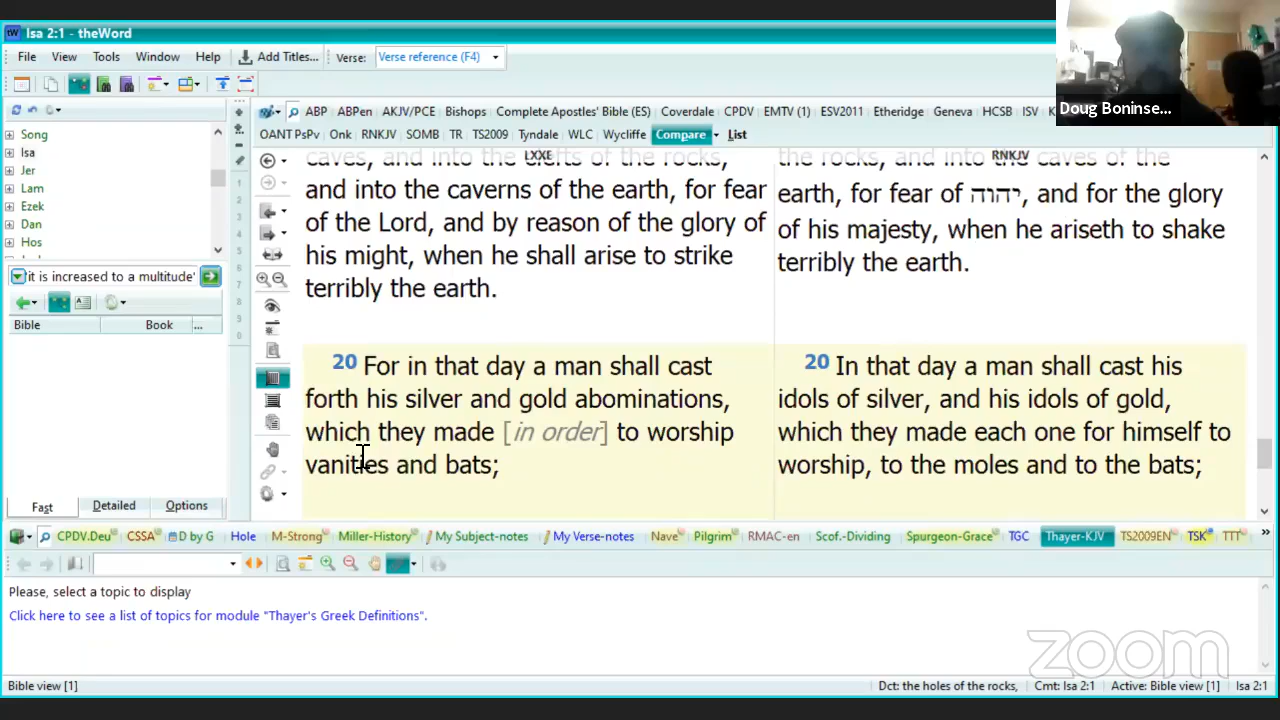 Isa 2:1 - theWord
File View Tools Window Help Add Titles... Verse: Verse reference (F4)
Doug Boninse...
ABP ABPen AKJV/PCE Bishops Complete Apostles' Bible (ES) Coverdale CPDV EMTV (1) ESV2011 Etheridge Geneva HCSB ISV
OANT PsPv Onk RNKJV SOMB TR TS2009 Tyndale WLC Wycliffe Compare List
Song
Isa
Jer
Lam
Ezek
Dan
Hos
it is increased to a multitude'
Bible Book ...
Fast Detailed Options
LXXE
caves, and into the clefts of the rocks,
and into the caverns of the earth, for fear
of the Lord, and by reason of the glory of
his might, when he shall arise to strike
terribly the earth.
20 For in that day a man shall cast
forth his silver and gold abominations,
which they made [in order] to worship
vanities and bats;
RNKJV
the rocks, and into the caves of the
earth, for fear of יהוה, and for the glory
of his majesty, when he ariseth to shake
terribly the earth.
20 In that day a man shall cast his
idols of silver, and his idols of gold,
which they made each one for himself to
worship, to the moles and to the bats;
CPDV.Deu CSSA D by G Hole M-Strong Miller-History My Subject-notes My Verse-notes Nave Pilgrim RMAC-en Scof.-Dividing Spurgeon-Grace TGC Thayer-KJV TS2009EN TSK TTT
Please, select a topic to display
Click here to see a list of topics for module "Thayer's Greek Definitions".
zoom
Bible view [1] Dct: the holes of the rocks, Cmt: Isa 2:1 Active: Bible view [1] Isa 2:1